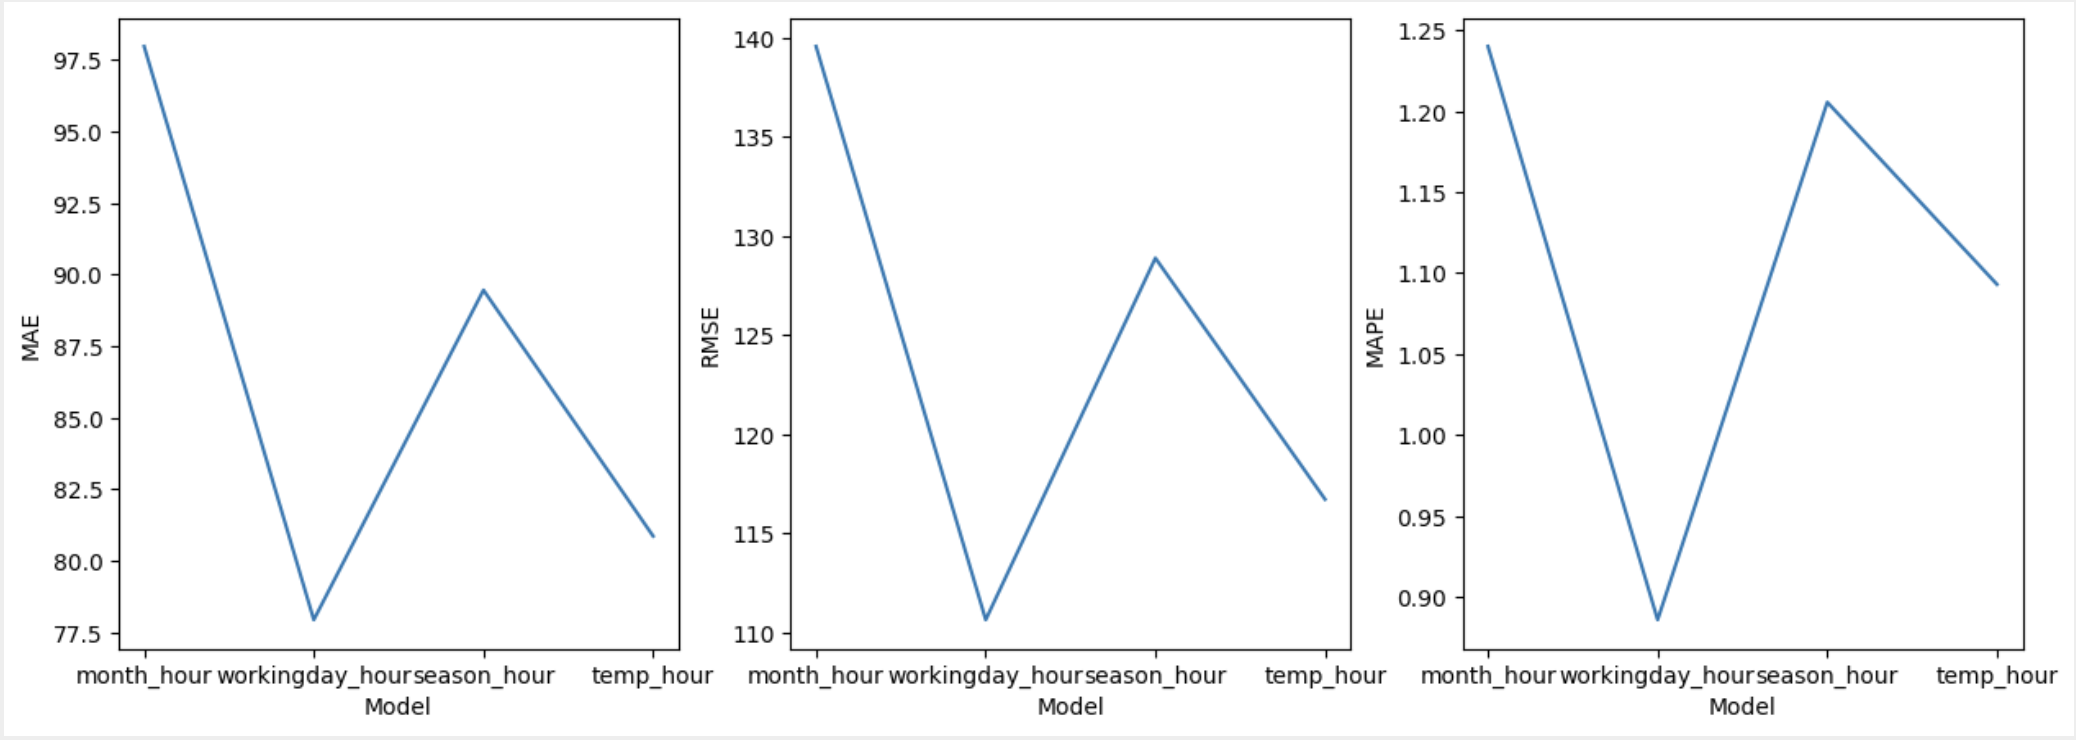 97.5
95.0
92.5
90.0
87.5
85.0
82.5
80.0
77.5
MAE
month_hour workingday_hour season_hour temp_hour
Model
140
135
130
125
120
115
110
RMSE
month_hour workingday_hour season_hour temp_hour
Model
1.25
1.20
1.15
1.10
1.05
1.00
0.95
0.90
MAPE
month_hour workingday_hour season_hour temp_hour
Model